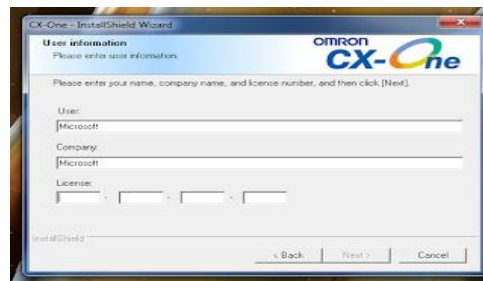 CX-One - InstallShield Wizard
User information
Please enter user information.
OMRON
CX-One
Please enter your name, company name, and license number, and then click [Next].
User:
Microsoft
Company:
Microsoft
License:
- - -
InstallShield
< Back Next > Cancel